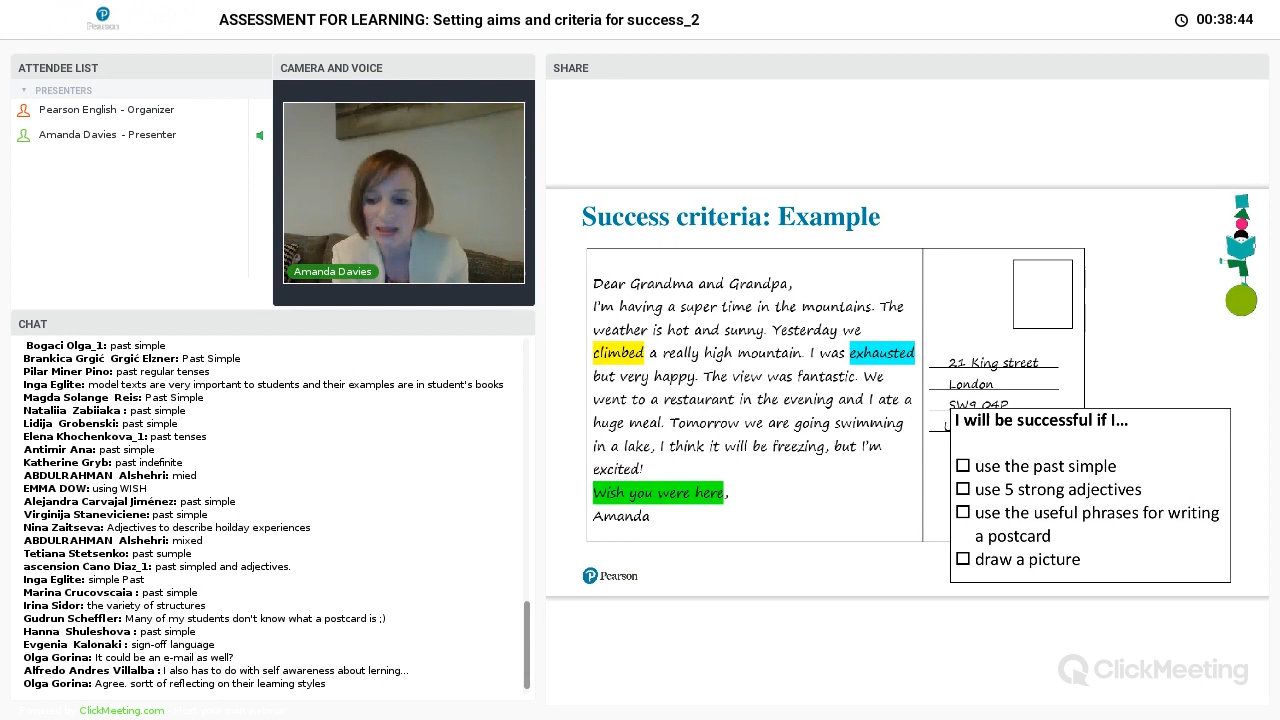 Pearson
ASSESSMENT FOR LEARNING: Setting aims and criteria for success_2
00:38:44
ATTENDEE LIST
PRESENTERS
Pearson English - Organizer
Amanda Davies - Presenter
CAMERA AND VOICE
Amanda Davies
CHAT
Bogaci Olga_1: past simple
Brankica Grgić Grgić Elzner: Past Simple
Pilar Miner Pino: past regular tenses
Inga Eglite: model texts are very important to students and their examples are in student's books
Magda Solange Reis: Past Simple
Nataliia Zabiiaka : past simple
Lidija Grobenski: past simple
Elena Khochenkova_1: past tenses
Antimir Ana: past simple
Katherine Gryb: past indefinite
ABDULRAHMAN Alshehri: mied
EMMA DOW: using WISH
Alejandra Carvajal Jiménez: past simple
Virginija Staneviciene: past simple
Nina Zaitseva: Adjectives to describe hoilday experiences
ABDULRAHMAN Alshehri: mixed
Tetiana Stetsenko: past sumple
ascension Cano Diaz_1: past simpled and adjectives.
Inga Eglite: simple Past
Marina Crucovscaia : past simple
Irina Sidor: the variety of structures
Gudrun Scheffler: Many of my students don't know what a postcard is ;)
Hanna Shuleshova : past simple
Evgenia Kalonaki : sign-off language
Olga Gorina: It could be an e-mail as well?
Alfredo Andres Villalba : I also has to do with self awareness about lerning...
Olga Gorina: Agree. sortt of reflecting on their learning styles
ClickMeeting.com
SHARE
Success criteria: Example
Dear Grandma and Grandpa,
I'm having a super time in the mountains. The
weather is hot and sunny. Yesterday we
climbed a really high mountain. I was exhausted
but very happy. The view was fantastic. We
went to a restaurant in the evening and I ate a
huge meal. Tomorrow we are going swimming
in a lake, I think it will be freezing, but I'm
excited!
Wish you were here,
Amanda
21 King street
London
SW9 O4P
I will be successful if I...
use the past simple
use 5 strong adjectives
use the useful phrases for writing
a postcard
draw a picture
Pearson
ClickMeeting